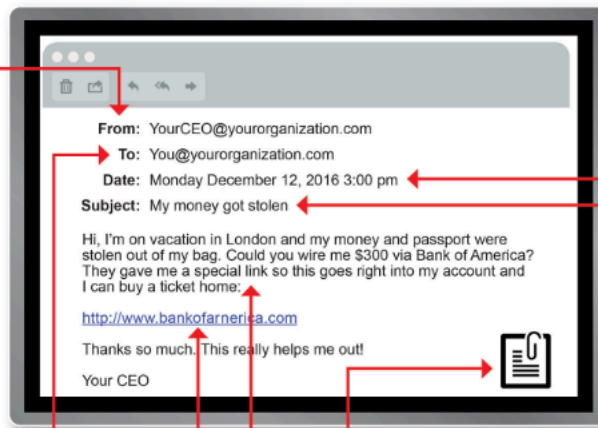 From: YourCEO@yourorganization.com
To: You@yourorganization.com
Date: Monday December 12, 2016 3:00 pm
Subject: My money got stolen
Hi, I'm on vacation in London and my money and passport were
stolen out of my bag. Could you wire me $300 via Bank of America?
They gave me a special link so this goes right into my account and
I can buy a ticket home:
http://www.bankofarnerica.com
Thanks so much. This really helps me out!
Your CEO